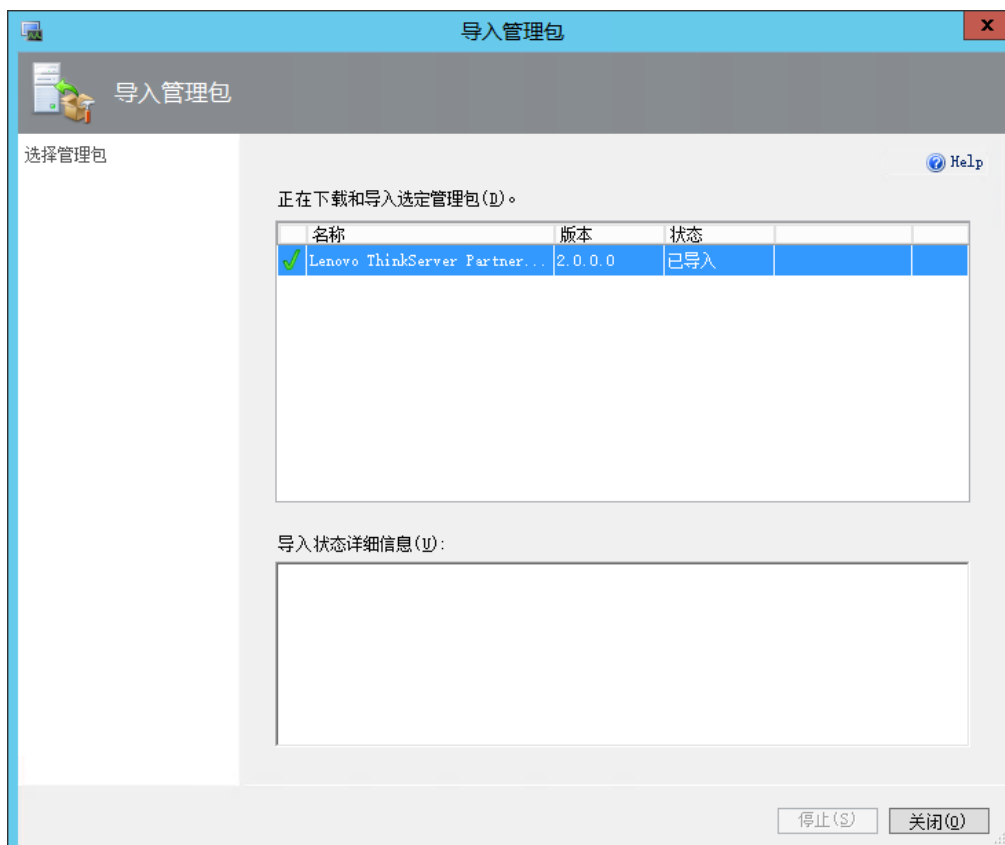 导入管理包
x
导入管理包
选择管理包
Help
正在下载和导入选定管理包(D)。
名称 版本 状态
Lenovo ThinkServer Partner... 2.0.0.0 已导入
导入状态详细信息(U):
停止(S) 关闭(O)